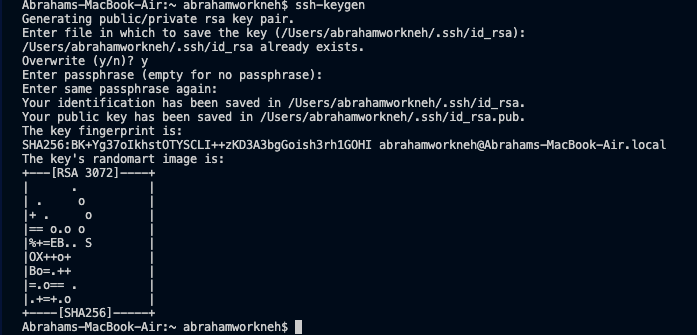 Abrahams-MacBook-Air:~ abrahamworkneh$ ssh-keygen
Generating public/private rsa key pair.
Enter file in which to save the key (/Users/abrahamworkneh/.ssh/id_rsa):
/Users/abrahamworkneh/.ssh/id_rsa already exists.
Overwrite (y/n)? y
Enter passphrase (empty for no passphrase):
Enter same passphrase again:
Your identification has been saved in /Users/abrahamworkneh/.ssh/id_rsa.
Your public key has been saved in /Users/abrahamworkneh/.ssh/id_rsa.pub.
The key fingerprint is:
SHA256:BK+Yg37oIkhstOTYSCLI++zKD3A3bgGoish3rh1GOHI abrahamworkneh@Abrahams-MacBook-Air.local
The key's randomart image is:
+---[RSA 3072]----+
|      .          |
| .     o         |
|+ .     o        |
|== o.o o         |
|%+=EB.. S        |
|OX++o+           |
|Bo=.++           |
|=.o== .          |
|.+=+.o           |
+----[SHA256]-----+
Abrahams-MacBook-Air:~ abrahamworkneh$